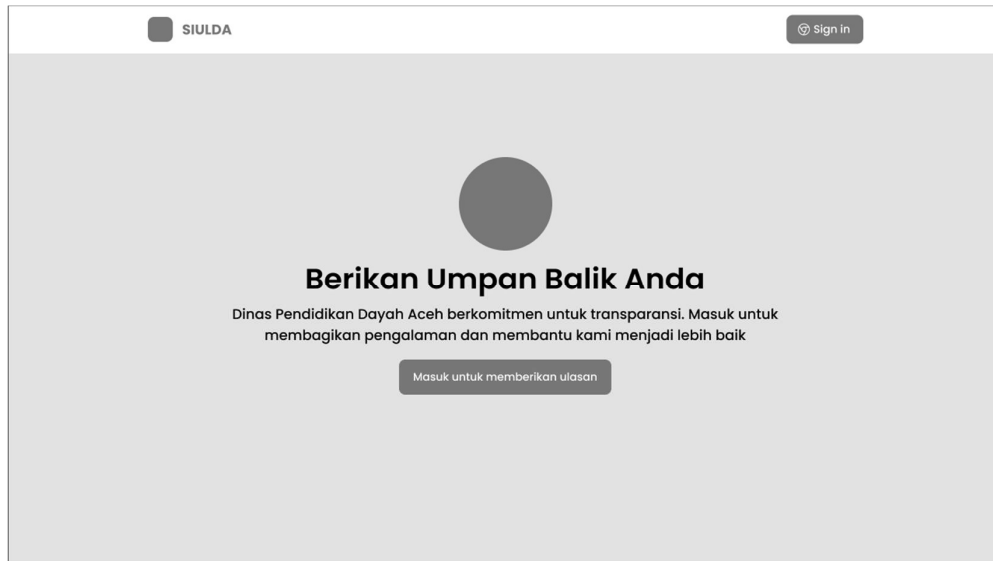 SIULDA
Sign in
Berikan Umpan Balik Anda
Dinas Pendidikan Dayah Aceh berkomitmen untuk transparansi. Masuk untuk
membagikan pengalaman dan membantu kami menjadi lebih baik
Masuk untuk memberikan ulasan